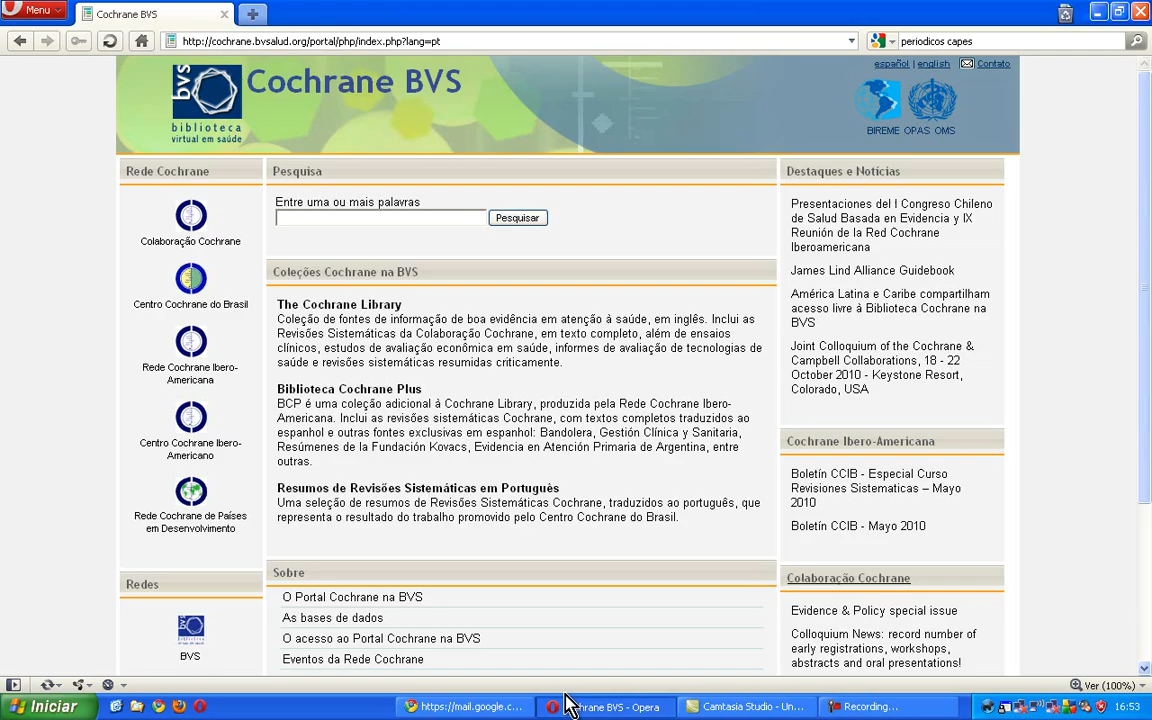 Menu
Cochrane BVS
http://cochrane.bvsalud.org/portal/php/index.php?lang=pt
periodicos capes
bvs
biblioteca
virtual em saúde
Cochrane BVS
español | english
Contato
BIREME OPAS OMS
Rede Cochrane
Colaboração Cochrane
Centro Cochrane do Brasil
Rede Cochrane Ibero-
Americana
Centro Cochrane Ibero-
Americano
Rede Cochrane de Países
em Desenvolvimento
Redes
BVS
Pesquisa
Entre uma ou mais palavras
Pesquisar
Coleções Cochrane na BVS
The Cochrane Library
Coleção de fontes de informação de boa evidência em atenção à saúde, em inglês. Inclui as
Revisões Sistemáticas da Colaboração Cochrane, em texto completo, além de ensaios
clínicos, estudos de avaliação econômica em saúde, informes de avaliação de tecnologias de
saúde e revisões sistemáticas resumidas criticamente.
Biblioteca Cochrane Plus
BCP é uma coleção adicional à Cochrane Library, produzida pela Rede Cochrane Ibero-
Americana. Inclui as revisões sistemáticas Cochrane, com textos completos traduzidos ao
espanhol e outras fontes exclusivas em espanhol: Bandolera, Gestión Clínica y Sanitaria,
Resúmenes de la Fundación Kovacs, Evidencia en Atención Primaria de Argentina, entre
outras.
Resumos de Revisões Sistemáticas em Português
Uma seleção de resumos de Revisões Sistemáticas Cochrane, traduzidos ao português, que
representa o resultado do trabalho promovido pelo Centro Cochrane do Brasil.
Sobre
O Portal Cochrane na BVS
As bases de dados
O acesso ao Portal Cochrane na BVS
Eventos da Rede Cochrane
Destaques e Notícias
Presentaciones del I Congreso Chileno
de Salud Basada en Evidencia y IX
Reunión de la Red Cochrane
Iberoamericana
James Lind Alliance Guidebook
América Latina e Caribe compartilham
acesso livre à Biblioteca Cochrane na
BVS
Joint Colloquium of the Cochrane &
Campbell Collaborations, 18 - 22
October 2010 - Keystone Resort,
Colorado, USA
Cochrane Ibero-Americana
Boletín CCIB - Especial Curso
Revisiones Sistematicas – Mayo
2010
Boletín CCIB - Mayo 2010
Colaboração Cochrane
Evidence & Policy special issue
Colloquium News: record number of
early registrations, workshops,
abstracts and oral presentations!
Ver (100%)
Iniciar
https://mail.google.c...
hrane BVS - Opera
Camtasia Studio - Un...
Recording...
16:53